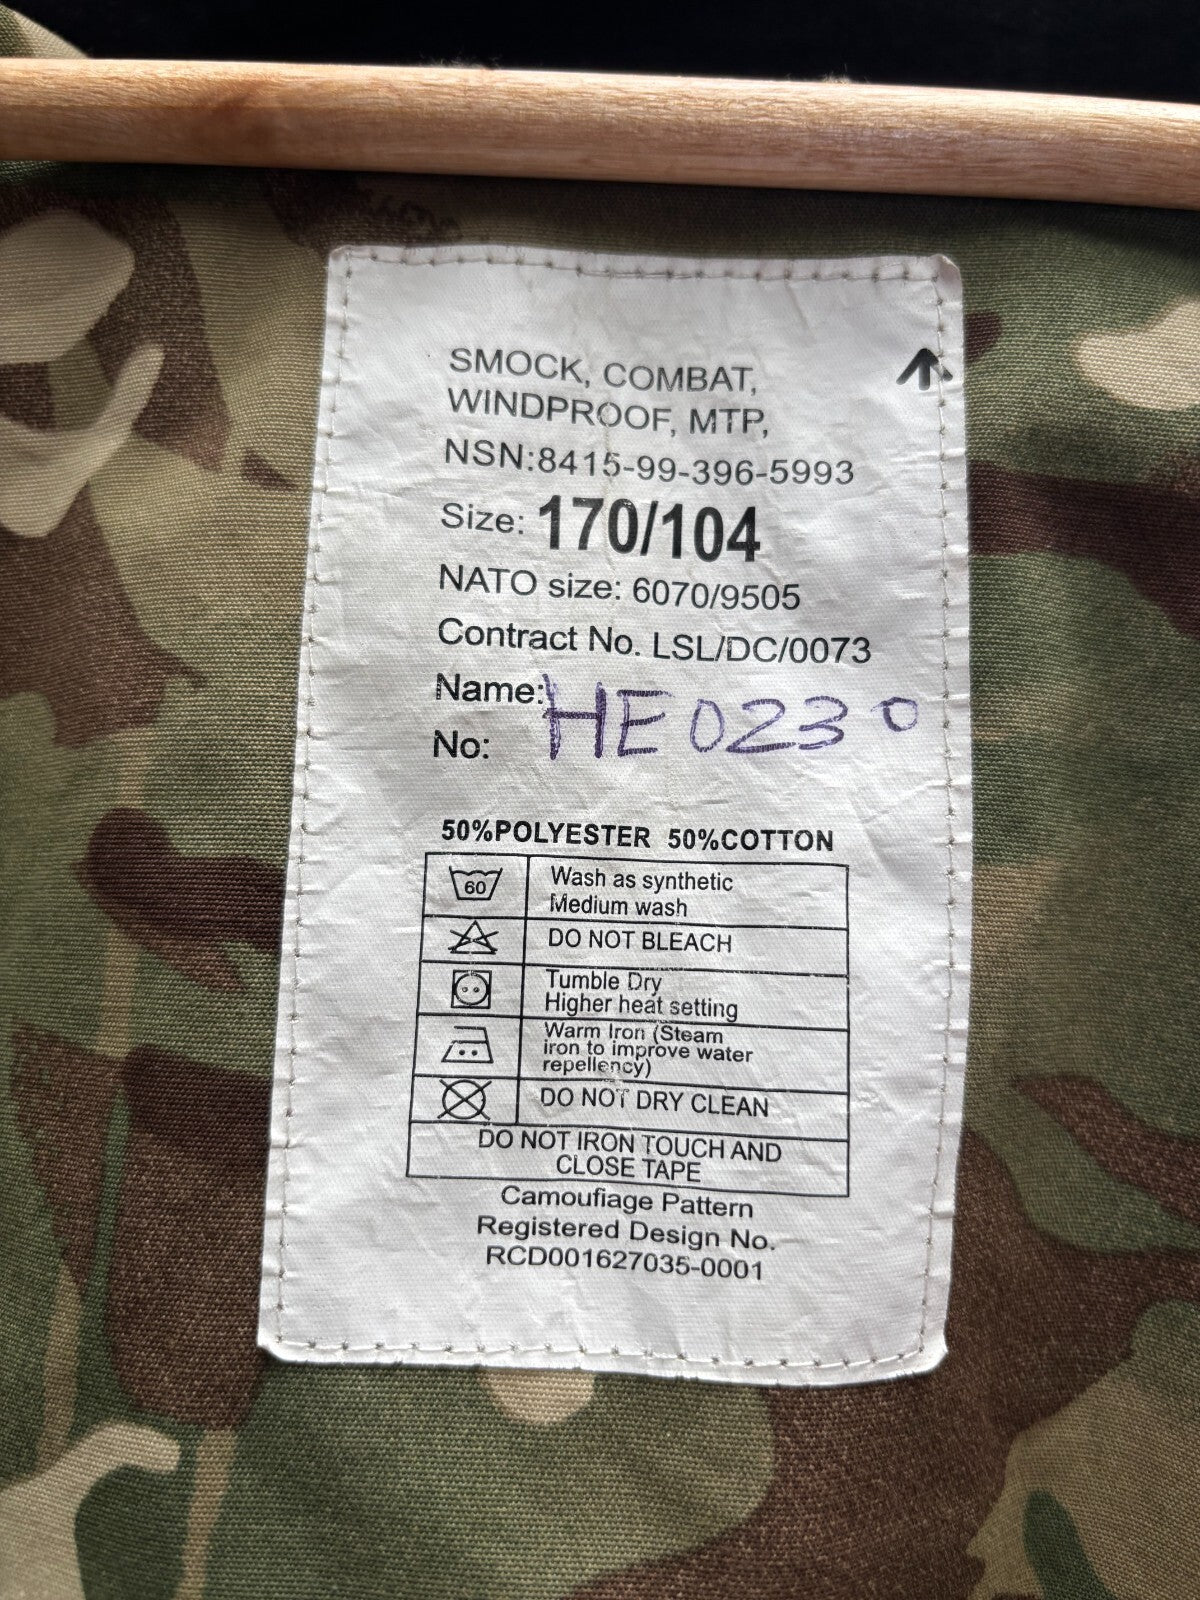 SMOCK, COMBAT,
WINDPROOF, MTP,
NSN:8415-99-396-5993
Size: 170/104
NATO size: 6070/9505
Contract No. LSL/DC/0073
Name:
No: HE0230
50%POLYESTER 50%COTTON
60 Wash as synthetic
Medium wash
DO NOT BLEACH
Tumble Dry
Higher heat setting
Warm Iron (Steam
iron to improve water
repellency)
DO NOT DRY CLEAN
DO NOT IRON TOUCH AND
CLOSE TAPE
Camouflage Pattern
Registered Design No.
RCD001627035-0001